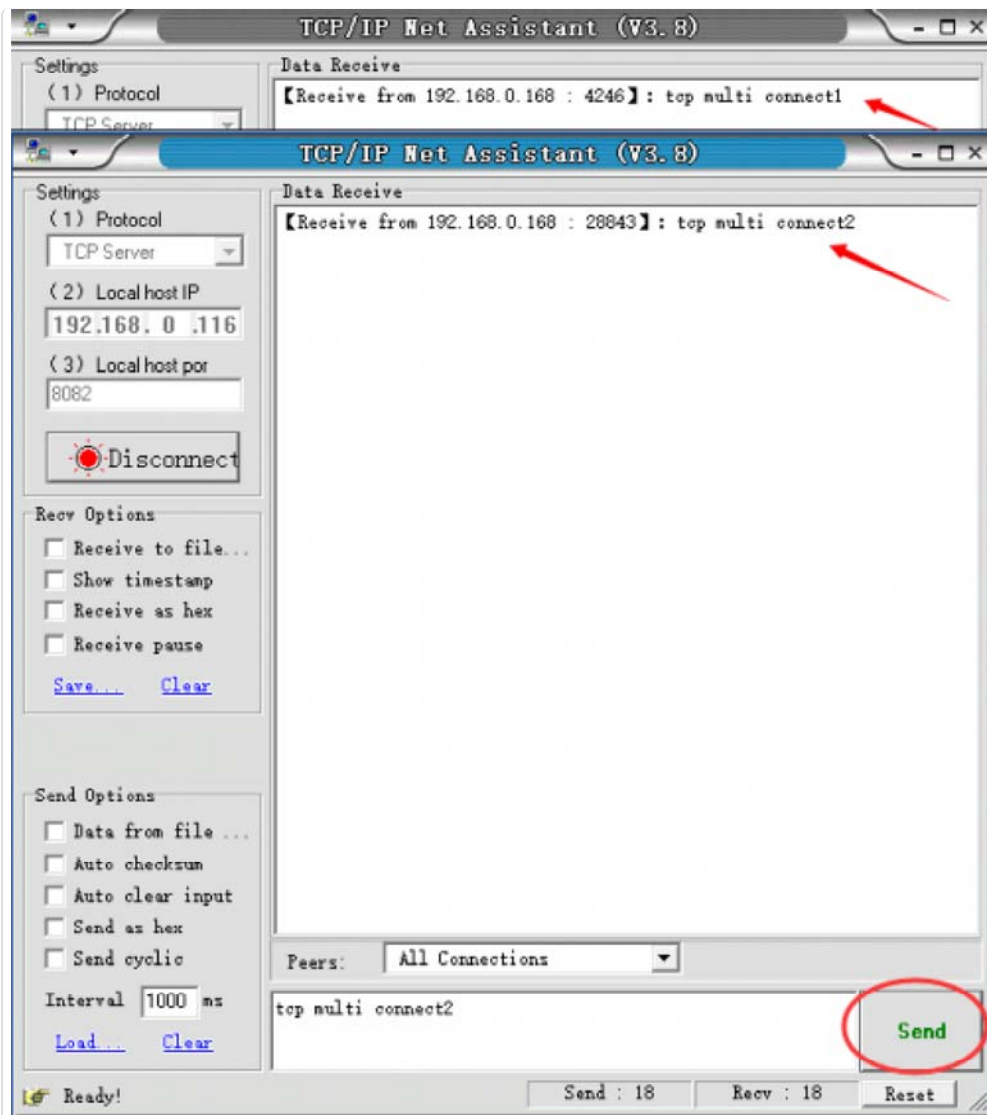 TCP/IP Net Assistant (V3.8)
Settings
(1) Protocol
TCP Server
Data Receive
【Receive from 192.168.0.168 : 4246】: tcp multi connect1
TCP/IP Net Assistant (V3.8)
Settings
(1) Protocol
TCP Server
(2) Local host IP
192.168. 0 .116
(3) Local host por
8082
Disconnect
Recv Options
Receive to file...
Show timestamp
Receive as hex
Receive pause
Save... Clear
Send Options
Data from file ...
Auto checksum
Auto clear input
Send as hex
Send cyclic
Interval 1000 ms
Load... Clear
Data Receive
【Receive from 192.168.0.168 : 28843】: tcp multi connect2
Peers: All Connections
tcp multi connect2
Send
Ready!
Send : 18
Recv : 18
Reset